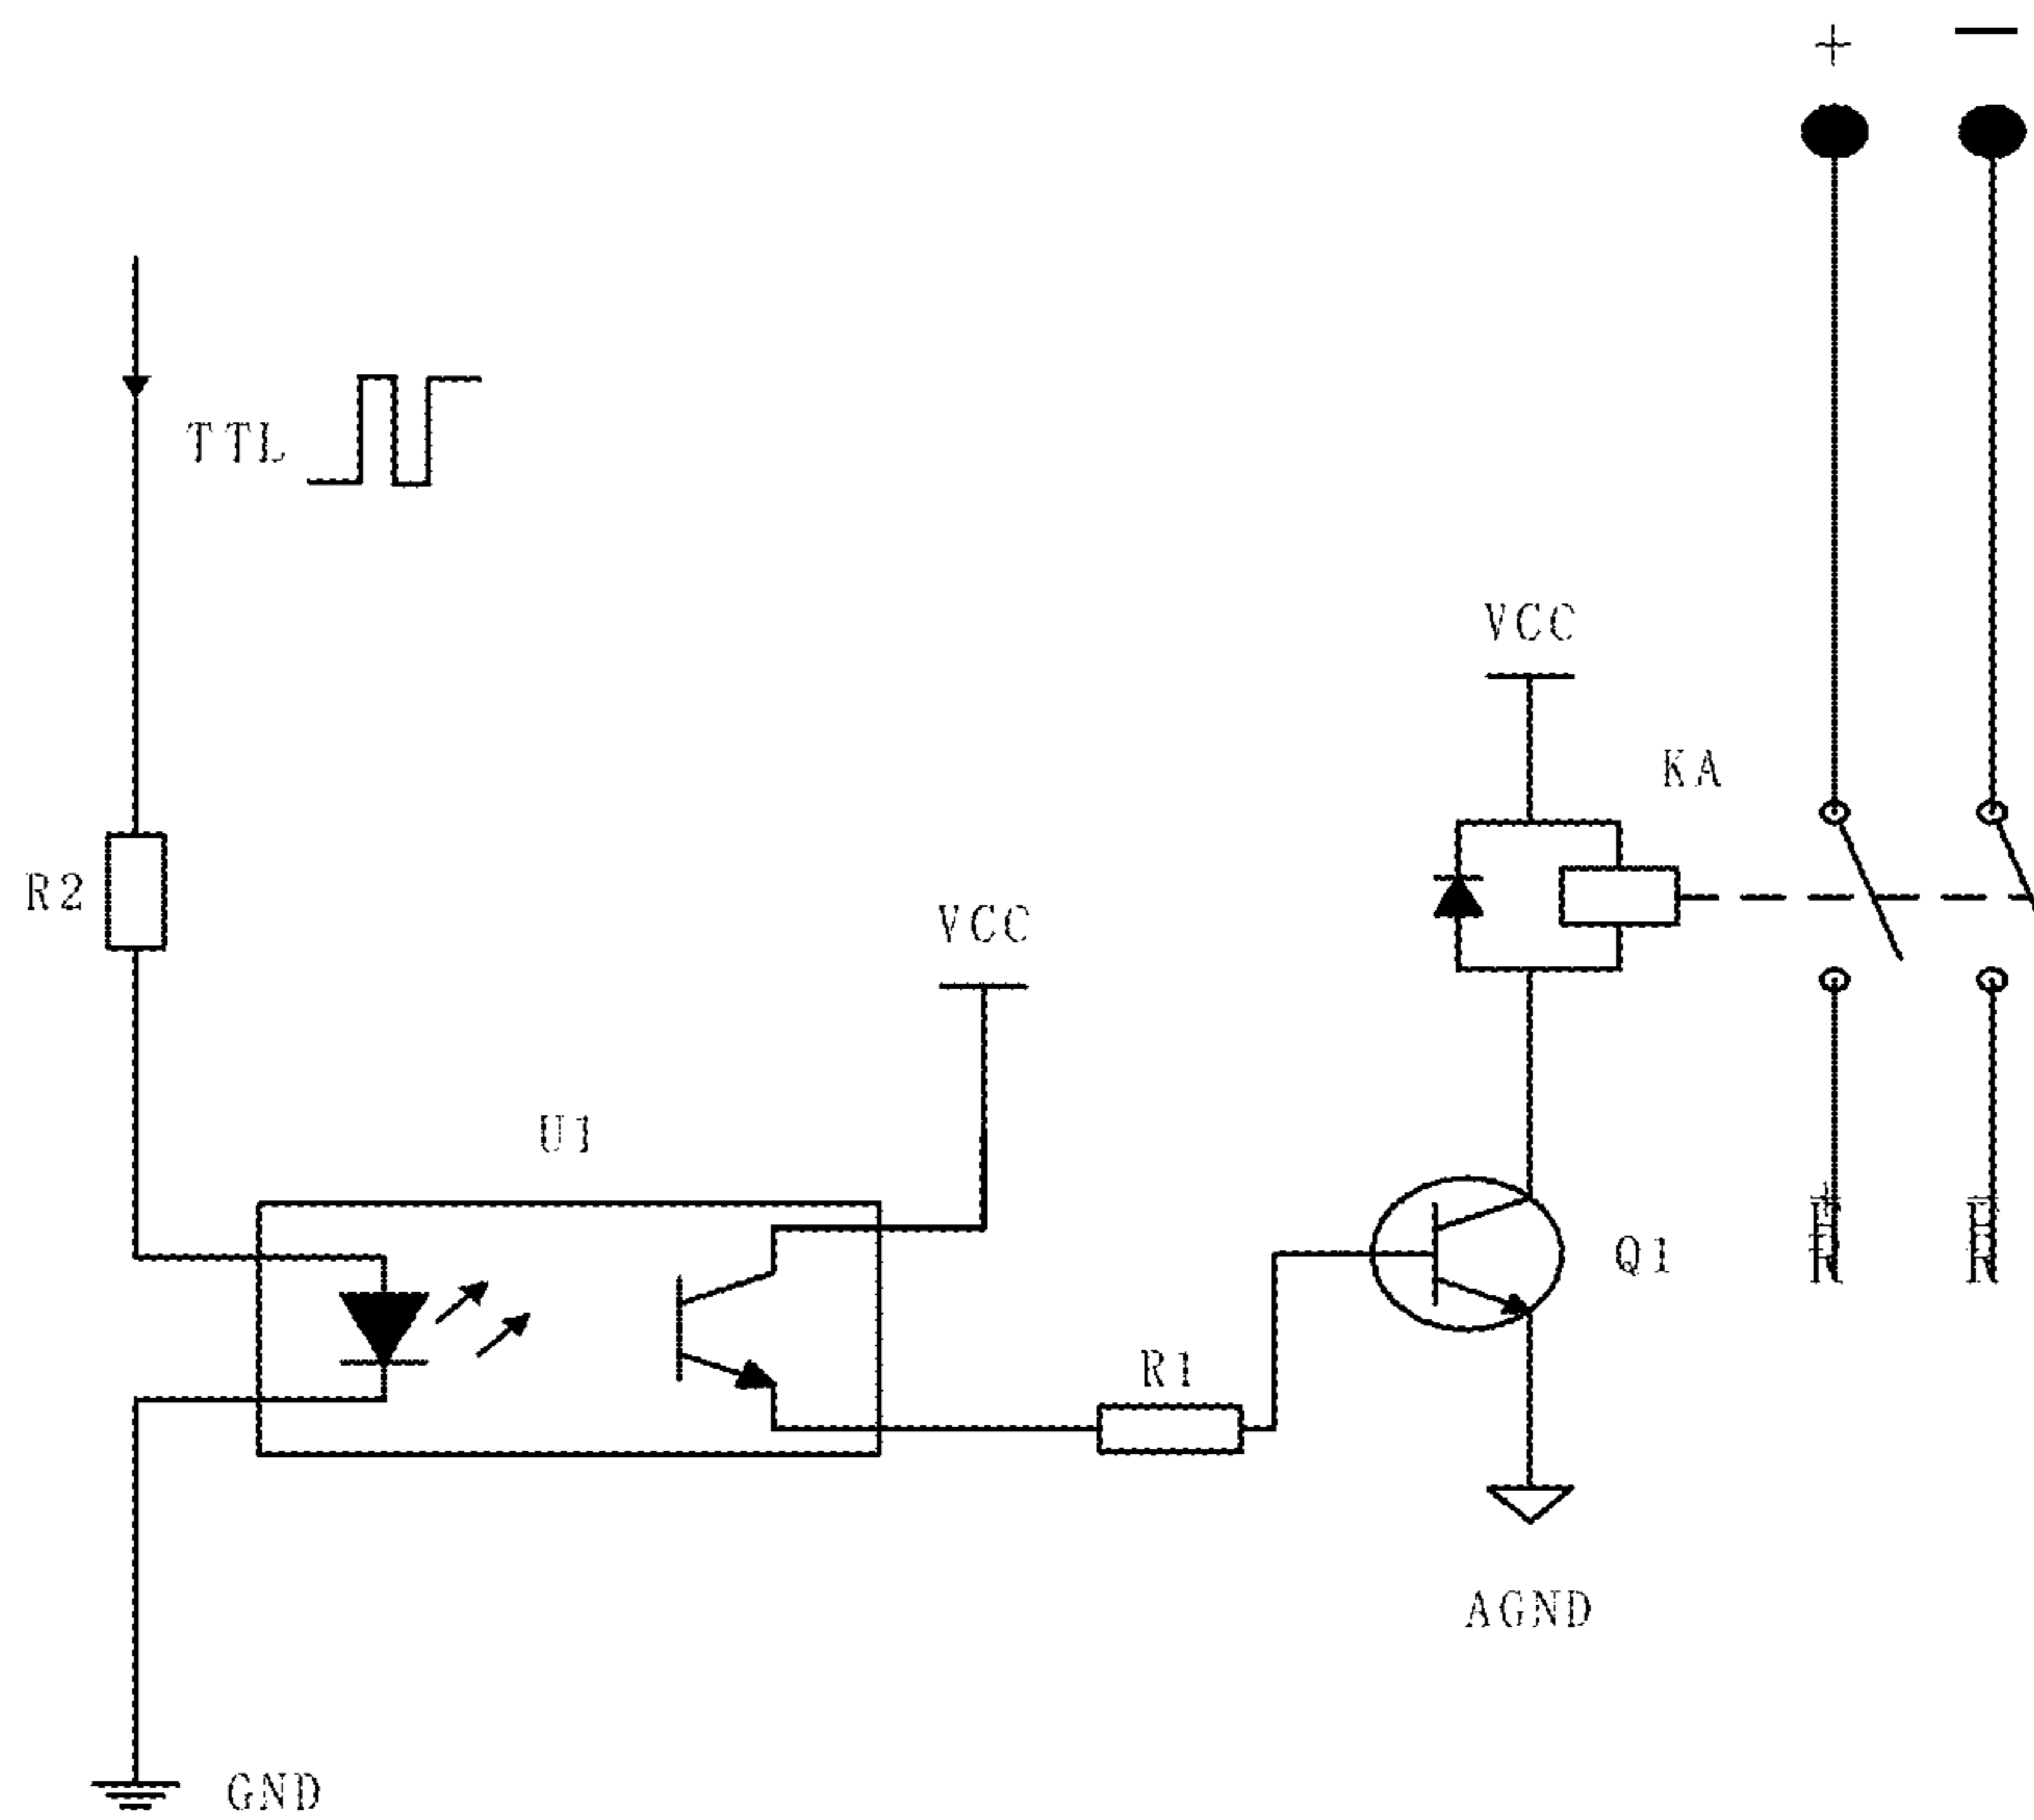 + —
TTL
VCC
KA
R2
VCC
U1
Q1
R1
AGND
GND